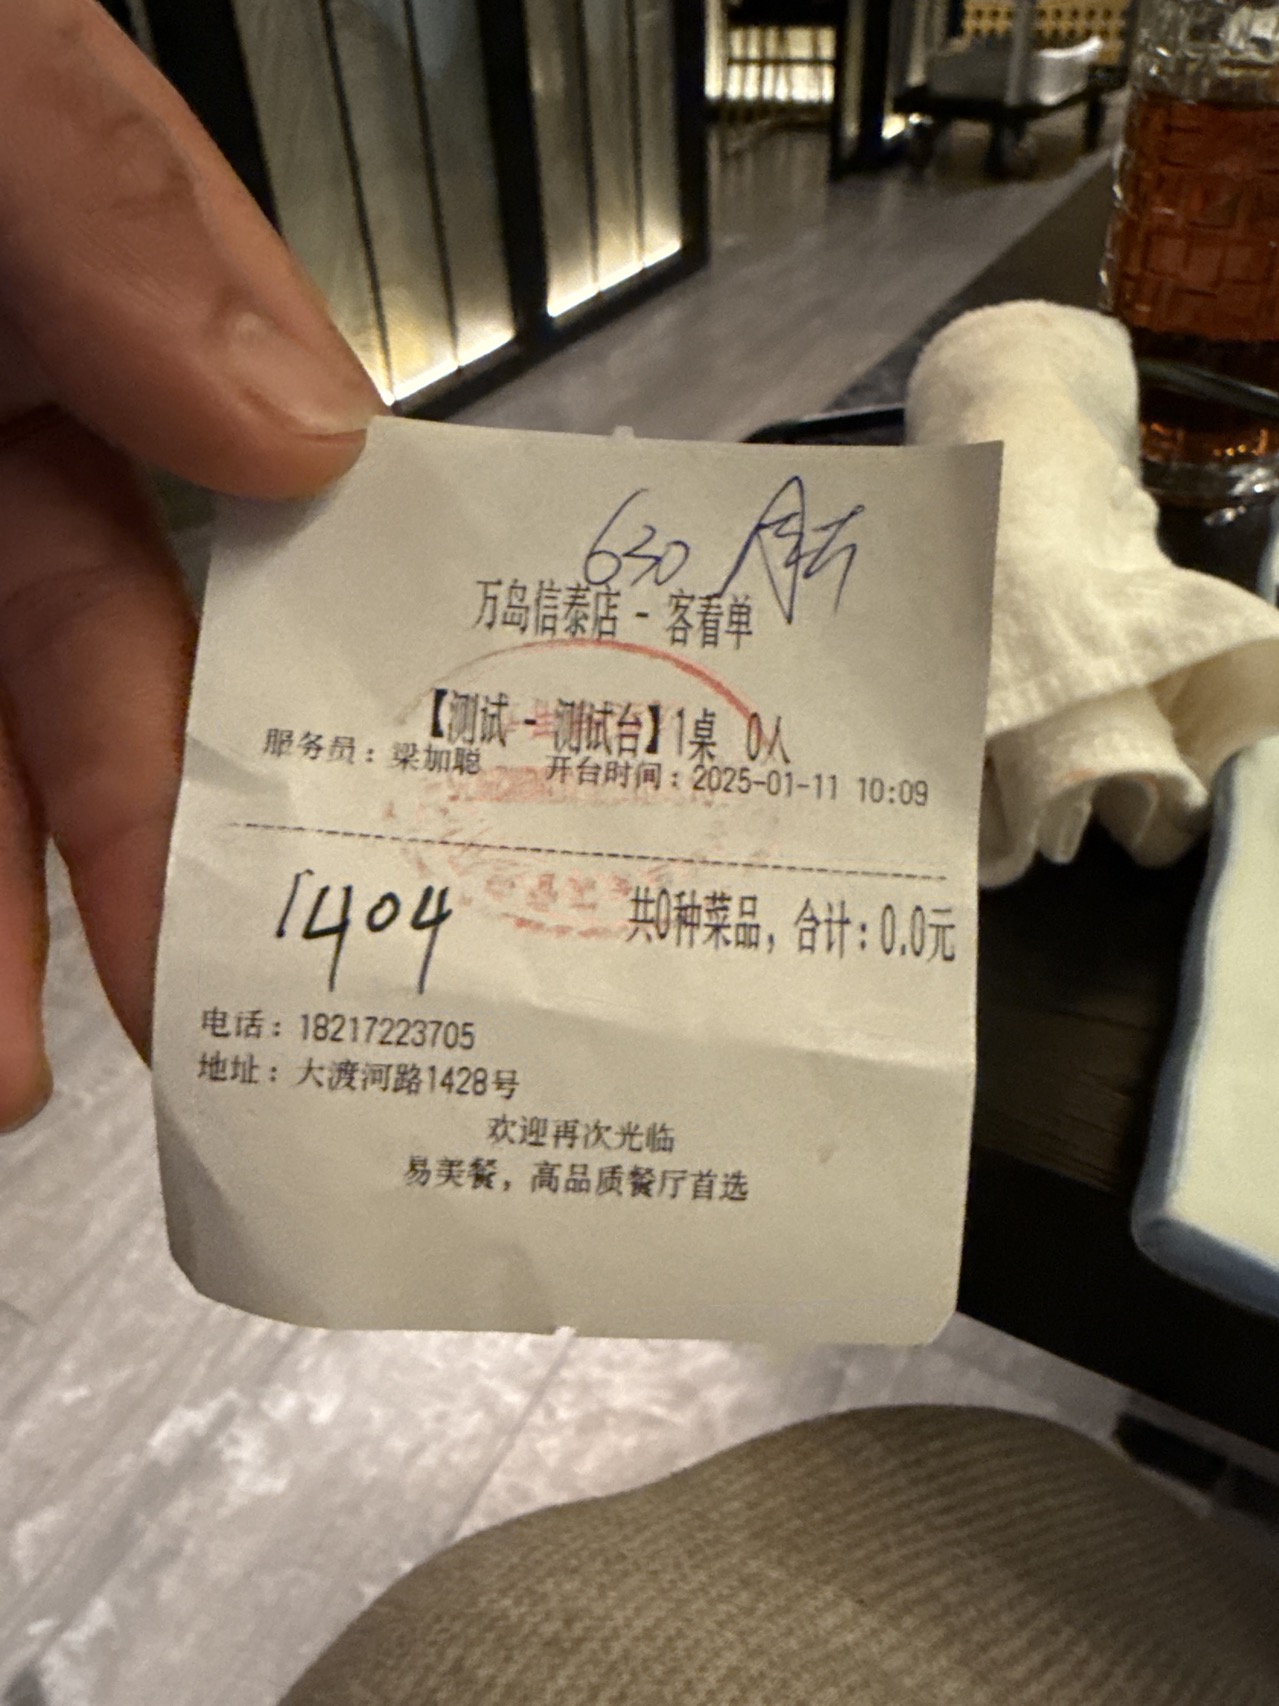 630
万岛信泰店 - 客看单
【测试 - 测试台】1桌 0人
服务员：梁加聪 开台时间：2025-01-11 10:09
1404 共0种菜品，合计：0.0元
电话：18217223705
地址：大渡河路1428号
欢迎再次光临
易美餐，高品质餐厅首选